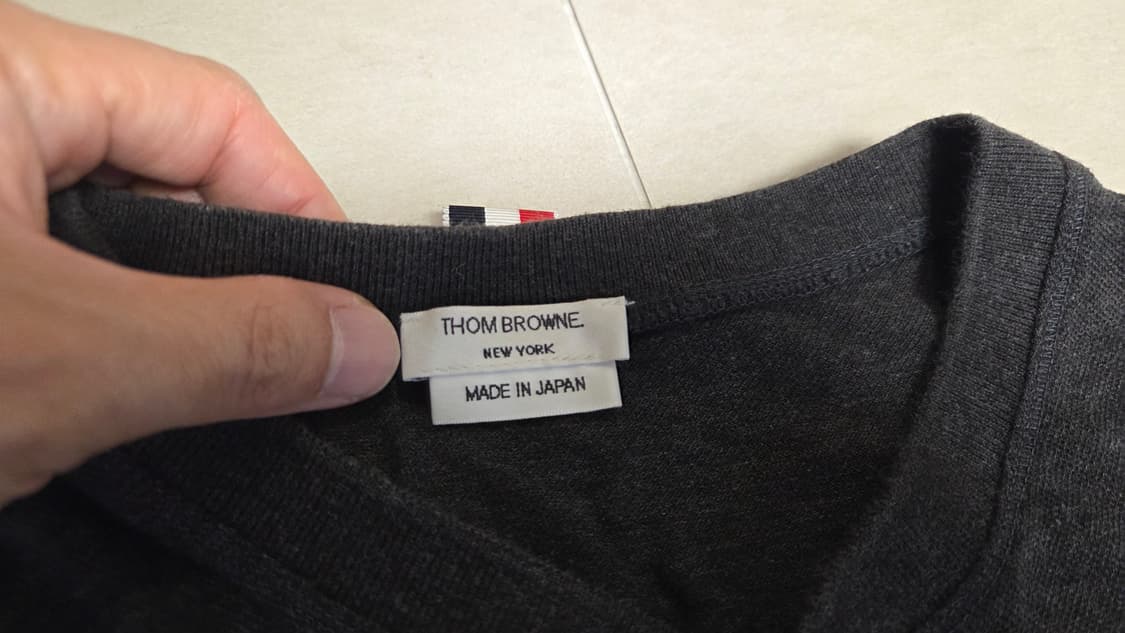 THOM BROWNE.
NEW YORK
MADE IN JAPAN